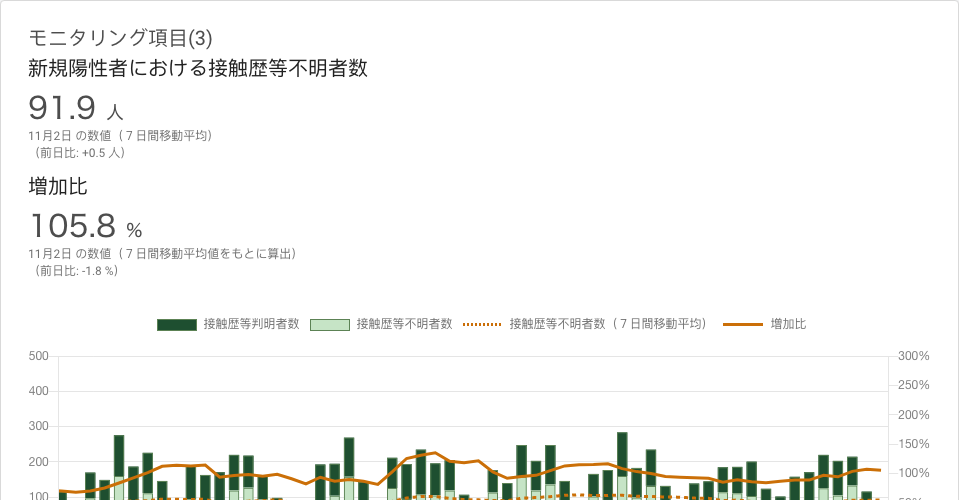 モニタリング項目(3)
新規陽性者における接触歴等不明者数
91.9 人
11月2日 の数値（７日間移動平均）
（前日比: +0.5 人）
増加比
105.8 %
11月2日 の数値（７日間移動平均値をもとに算出）
（前日比: -1.8 %）
接触歴等判明者数 接触歴等不明者数 接触歴等不明者数（７日間移動平均） 増加比
500 300%
250%
400
200%
300
150%
200
100%
100